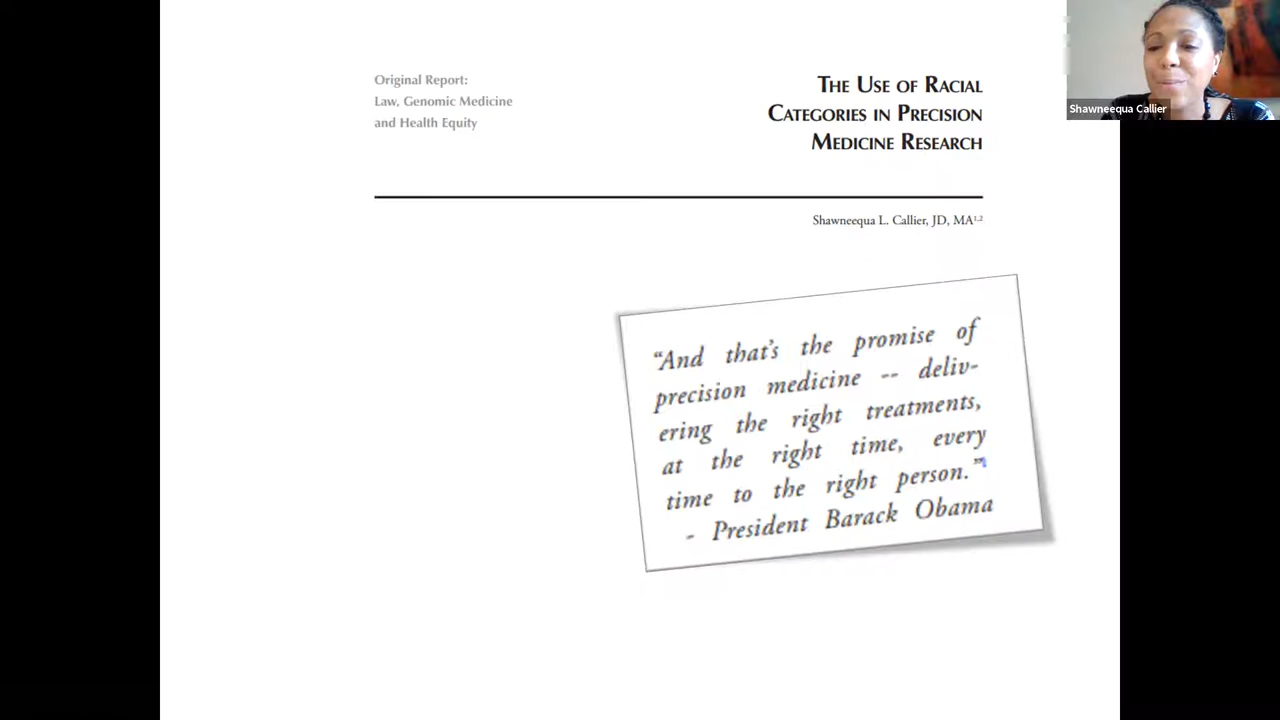 Original Report:
Law, Genomic Medicine
and Health Equity
The Use of Racial
Categories in Precision
Medicine Research
Shawneequa L. Callier, JD, MA1,2
“And that’s the promise of
precision medicine -- deliv-
ering the right treatments,
at the right time, every
time to the right person.”1
- President Barack Obama
Shawneequa Callier